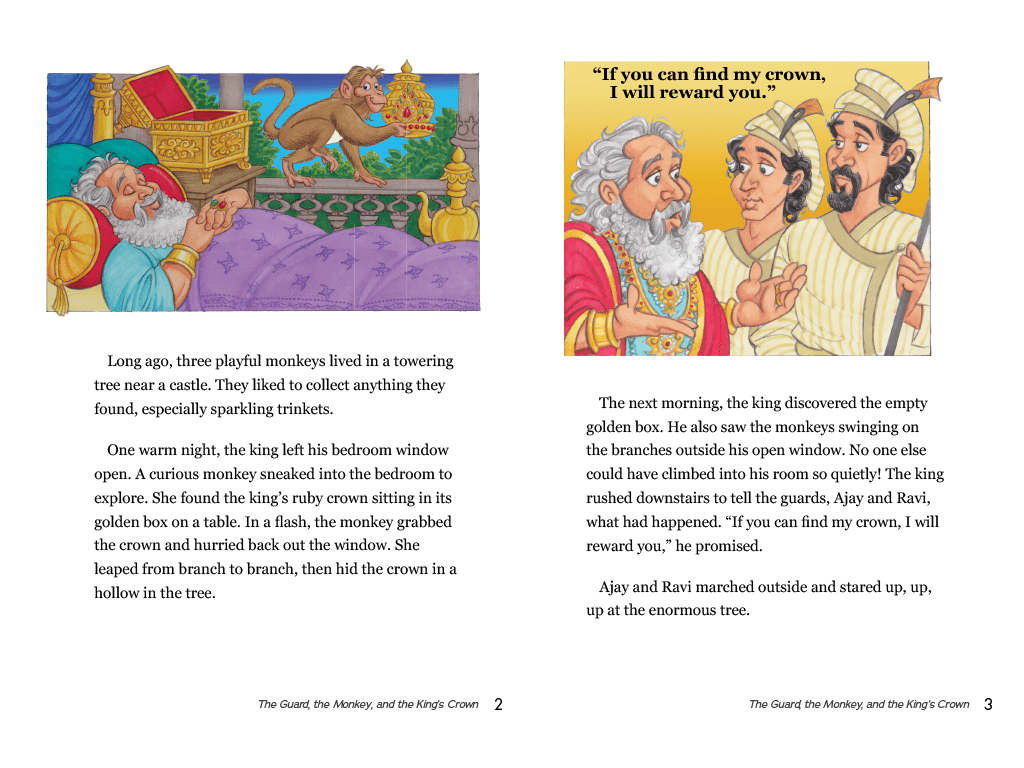 Long ago, three playful monkeys lived in a towering
tree near a castle. They liked to collect anything they
found, especially sparkling trinkets.
One warm night, the king left his bedroom window
open. A curious monkey sneaked into the bedroom to
explore. She found the king’s ruby crown sitting in its
golden box on a table. In a flash, the monkey grabbed
the crown and hurried back out the window. She
leaped from branch to branch, then hid the crown in a
hollow in the tree.
The Guard, the Monkey, and the King’s Crown 2
“If you can find my crown,
I will reward you.”
The next morning, the king discovered the empty
golden box. He also saw the monkeys swinging on
the branches outside his open window. No one else
could have climbed into his room so quietly! The king
rushed downstairs to tell the guards, Ajay and Ravi,
what had happened. “If you can find my crown, I will
reward you,” he promised.
Ajay and Ravi marched outside and stared up, up,
up at the enormous tree.
The Guard, the Monkey, and the King’s Crown 3